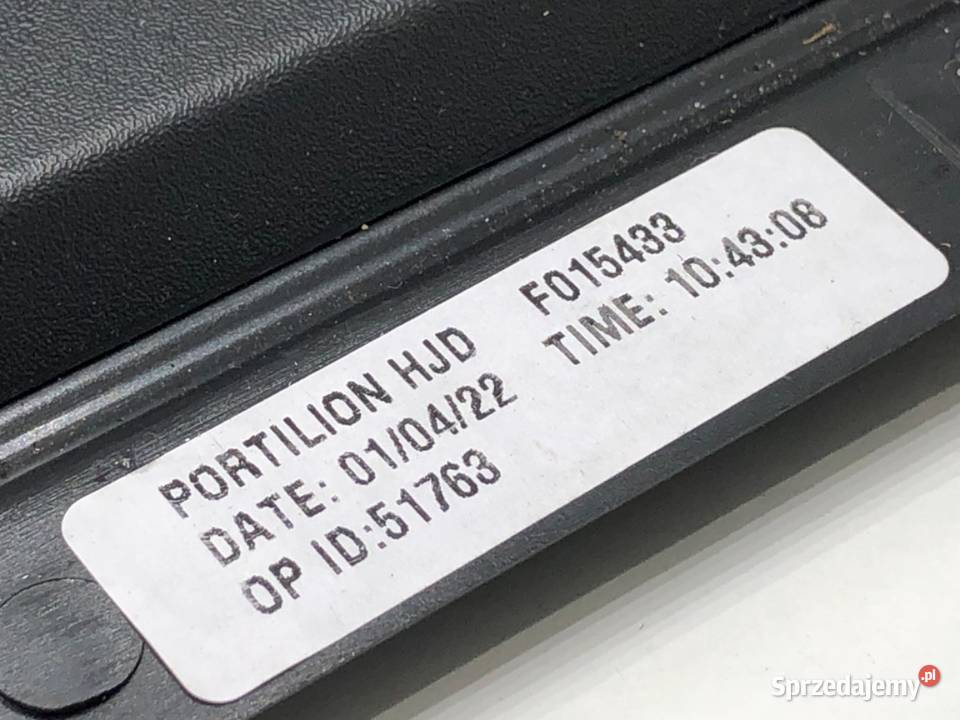 PORTILION HJD F015433
DATE: 01/04/22 TIME: 10:43:08
OP ID:51763
Sprzedajemy.pl